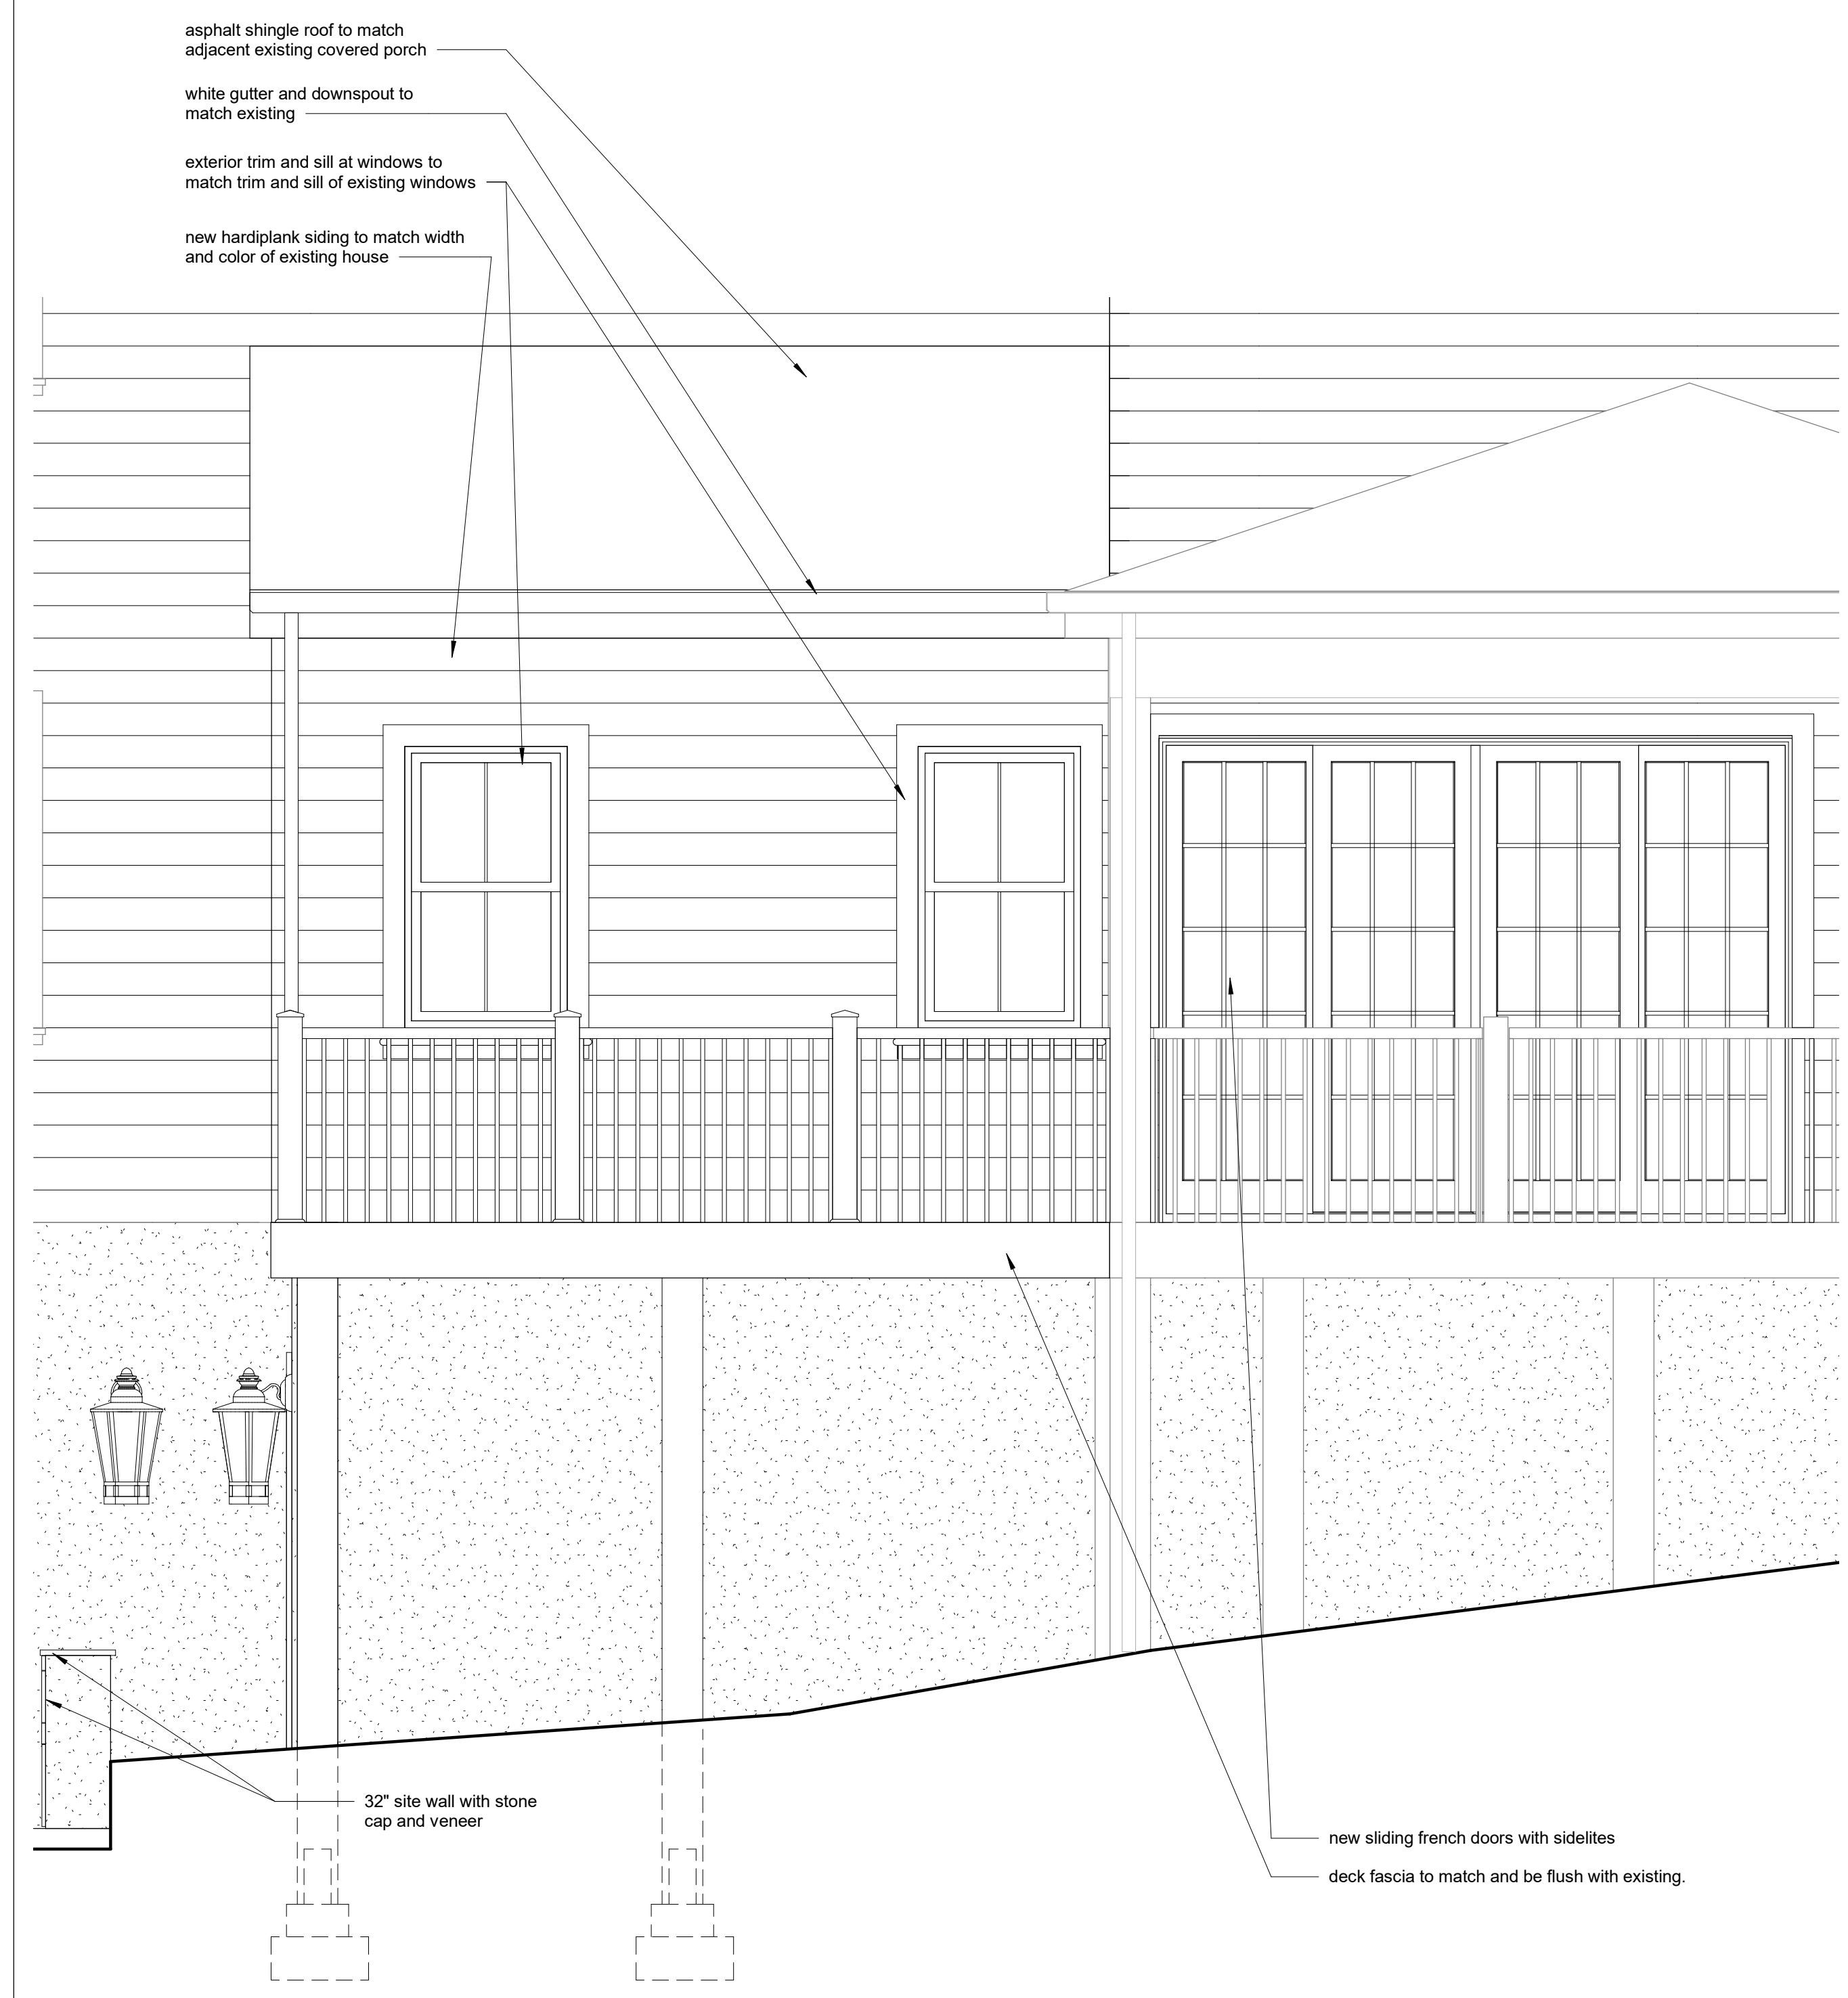 asphalt shingle roof to match
adjacent existing covered porch
white gutter and downspout to
match existing
exterior trim and sill at windows to
match trim and sill of existing windows
new hardiplank siding to match width
and color of existing house
32" site wall with stone
cap and veneer
new sliding french doors with sidelites
deck fascia to match and be flush with existing.